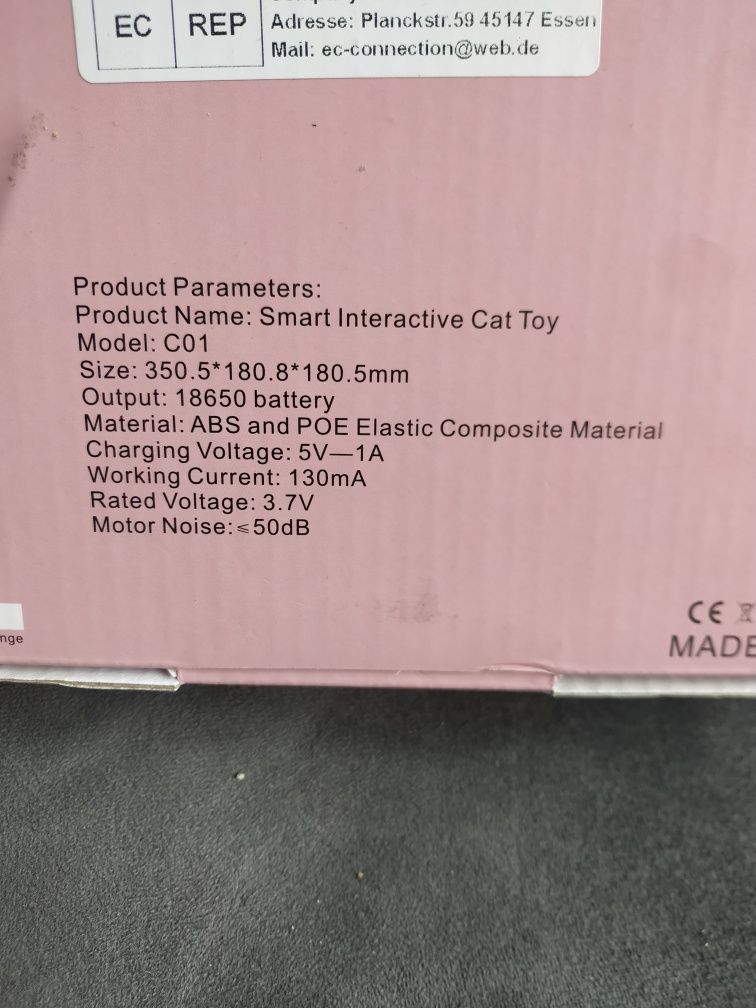 EC REP
Adresse: Planckstr.59 45147 Essen
Mail: ec-connection@web.de
Product Parameters:
Product Name: Smart Interactive Cat Toy
Model: C01
Size: 350.5*180.8*180.5mm
Output: 18650 battery
Material: ABS and POE Elastic Composite Material
Charging Voltage: 5V—1A
Working Current: 130mA
Rated Voltage: 3.7V
Motor Noise:≤50dB
CE
MADE